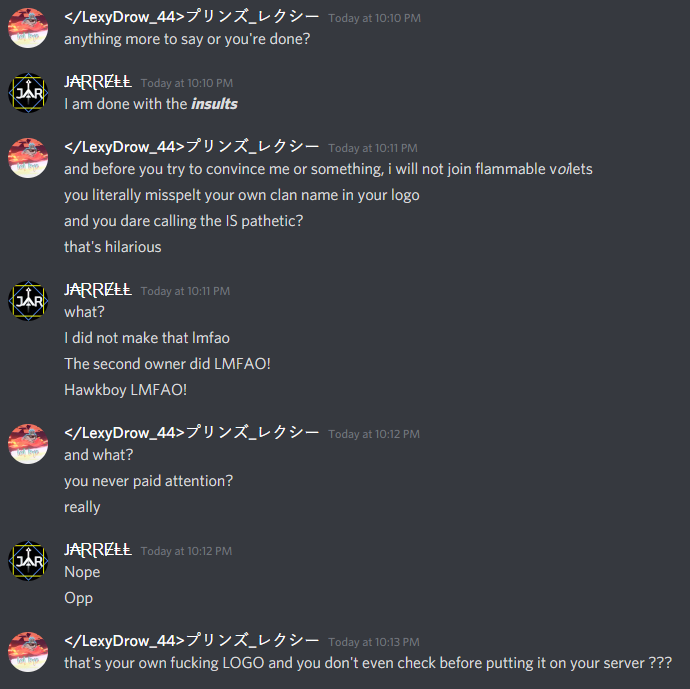 </LexyDrow_44>プリンズ_レクシー Today at 10:10 PM
anything more to say or you're done?
J₳ⱤⱤɆⱠⱠ Today at 10:10 PM
I am done with the insults
</LexyDrow_44>プリンズ_レクシー Today at 10:11 PM
and before you try to convince me or something, i will not join flammable voilets
you literally misspelt your own clan name in your logo
and you dare calling the IS pathetic?
that's hilarious
J₳ⱤⱤɆⱠⱠ Today at 10:11 PM
what?
I did not make that lmfao
The second owner did LMFAO!
Hawkboy LMFAO!
</LexyDrow_44>プリンズ_レクシー Today at 10:12 PM
and what?
you never paid attention?
really
J₳ⱤⱤɆⱠⱠ Today at 10:12 PM
Nope
Opp
</LexyDrow_44>プリンズ_レクシー Today at 10:13 PM
that's your own fucking LOGO and you don't even check before putting it on your server ???